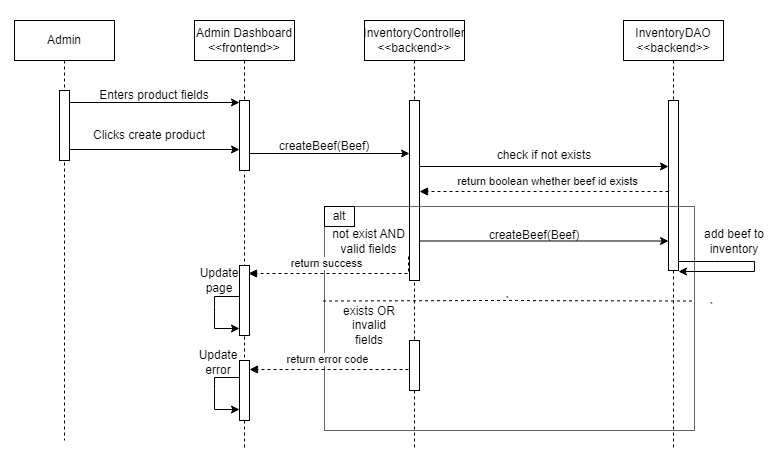 Admin
Admin Dashboard
<<frontend>>
InventoryController
<<backend>>
InventoryDAO
<<backend>>
Enters product fields
Clicks create product
createBeef(Beef)
check if not exists
return boolean whether beef id exists
alt
not exist AND
valid fields
createBeef(Beef)
add beef to
inventory
return success
Update
page
exists OR
invalid
fields
return error code
Update
error